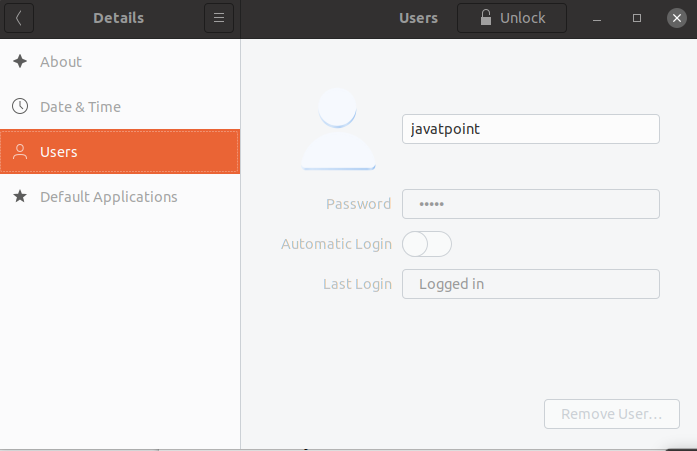 Details
Users
Unlock
About
Date & Time
Users
Default Applications
javatpoint
Password
•••••
Automatic Login
Last Login
Logged in
Remove User...